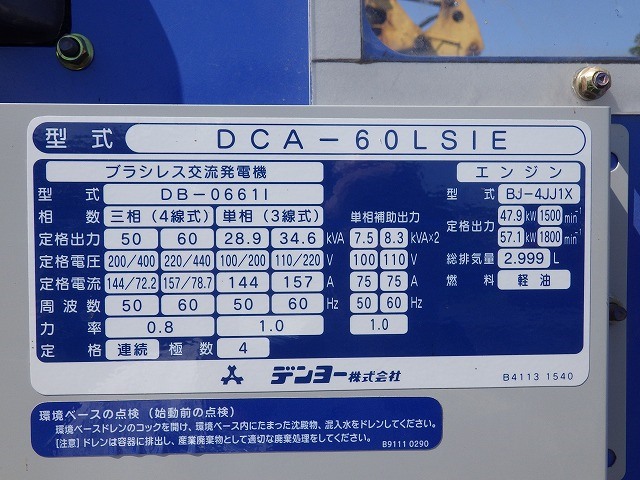 型式 DCA-60LSIE
ブラシレス交流発電機 エンジン
型式 DB-0661I 型式 BJ-4JJ1X
相数 三相（4線式） 単相（3線式） 単相補助出力 定格出力 47.9 kW 1500 min⁻¹
定格出力 50 60 28.9 34.6 kVA 7.5 8.3 kVA×2 57.1 kW 1800 min⁻¹
定格電圧 200/400 220/440 100/200 110/220 V 100 110 V 総排気量 2.999 L
定格電流 144/72.2 157/78.7 144 157 A 75 75 A 燃料 軽油
周波数 50 60 50 60 Hz 50 60 Hz
力率 0.8 1.0 1.0
定格 連続 極数 4
デンヨー株式会社 B4113 1540
環境ベースの点検（始動前の点検）
環境ベースドレンのコックを開け、環境ベース内にたまった沈殿物、混入水をドレンしてください。
［注意］ドレンは容器に排出し、産業廃棄物として適切な廃棄処理をしてください。 B9111 0290